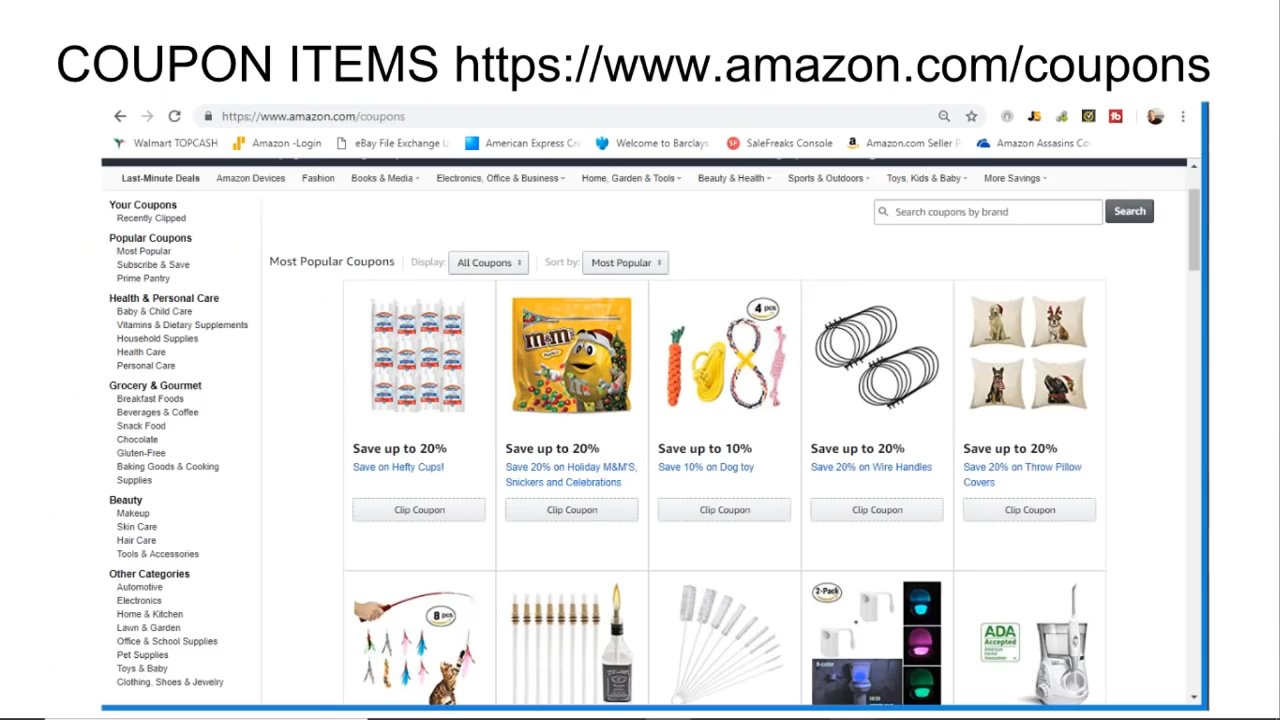 COUPON ITEMS https://www.amazon.com/coupons
https://www.amazon.com/coupons
Walmart TOPCASH Amazon -Login eBay File Exchange American Express Welcome to Barclays SaleFreaks Console Amazon.com Seller Amazon Assasins
Last-Minute Deals Amazon Devices Fashion Books & Media Electronics, Office & Business Home, Garden & Tools Beauty & Health Sports & Outdoors Toys, Kids & Baby More Savings
Your Coupons
Recently Clipped
Search coupons by brand Search
Popular Coupons
Most Popular
Subscribe & Save
Prime Pantry
Health & Personal Care
Baby & Child Care
Vitamins & Dietary Supplements
Household Supplies
Health Care
Personal Care
Grocery & Gourmet
Breakfast Foods
Beverages & Coffee
Snack Food
Chocolate
Gluten-Free
Baking Goods & Cooking
Supplies
Beauty
Makeup
Skin Care
Hair Care
Tools & Accessories
Other Categories
Automotive
Electronics
Home & Kitchen
Lawn & Garden
Office & School Supplies
Pet Supplies
Toys & Baby
Clothing, Shoes & Jewelry
Most Popular Coupons Display: All Coupons Sort by: Most Popular
m&m's
4 pcs
Save up to 20% Save up to 20% Save up to 10% Save up to 20% Save up to 20%
Save on Hefty Cups! Save 20% on Holiday M&M'S, Save 10% on Dog toy Save 20% on Wire Handles Save 20% on Throw Pillow
Snickers and Celebrations Covers
Clip Coupon Clip Coupon Clip Coupon Clip Coupon Clip Coupon
8 pcs
2-Pack
ADA
Accepted